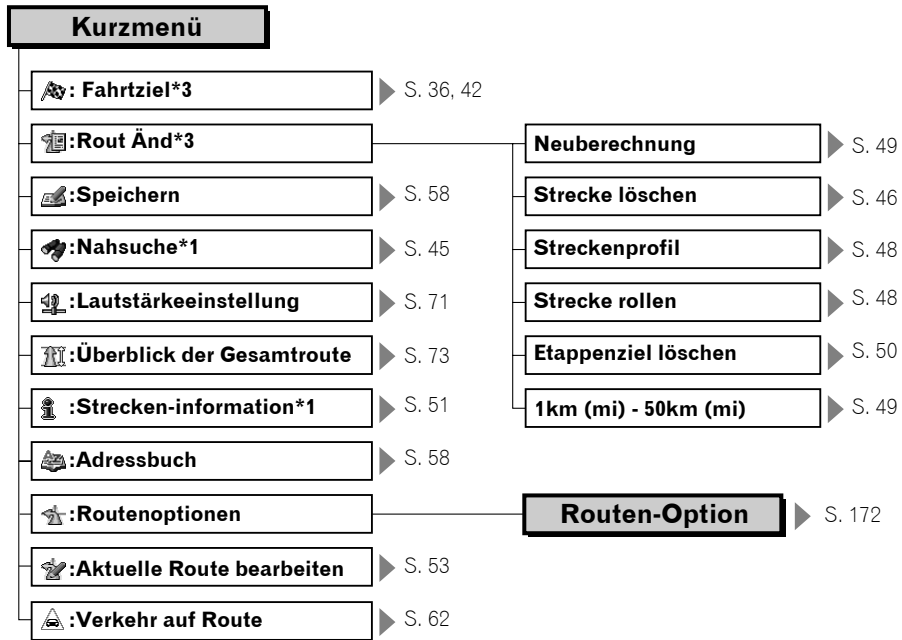 Kurzmenü
: Fahrtziel*3 S. 36, 42
:Rout Änd*3
Neuberechnung S. 49
Strecke löschen S. 46
Streckenprofil S. 48
Strecke rollen S. 48
Etappenziel löschen S. 50
1km (mi) - 50km (mi) S. 49
:Speichern S. 58
:Nahsuche*1 S. 45
:Lautstärkeeinstellung S. 71
:Überblick der Gesamtroute S. 73
:Strecken-information*1 S. 51
:Adressbuch S. 58
:Routenoptionen
Routen-Option S. 172
:Aktuelle Route bearbeiten S. 53
:Verkehr auf Route S. 62